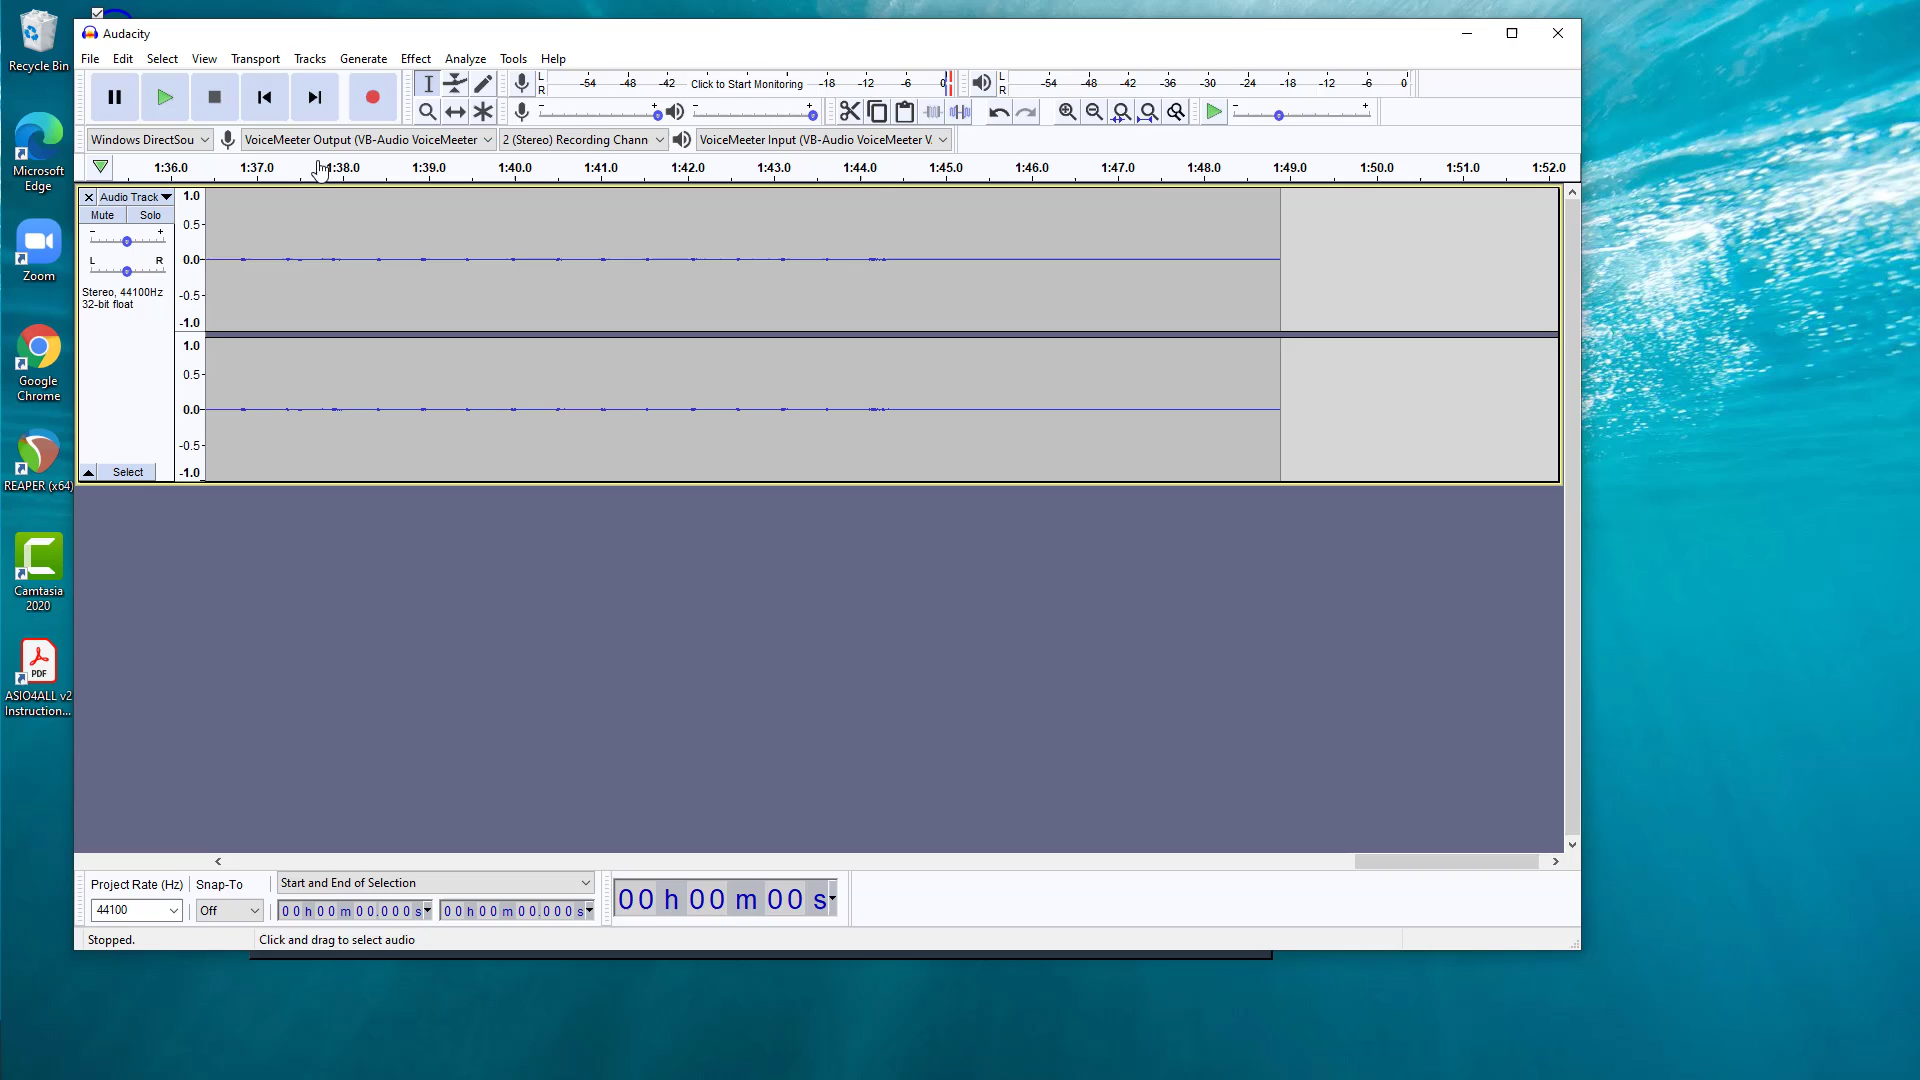 Recycle Bin
Microsoft
Edge
Zoom
Google
Chrome
REAPER (x64)
Camtasia
2020
PDF
ASIO4ALL v2
Instruction...
Audacity
File Edit Select View Transport Tracks Generate Effect Analyze Tools Help
L R -54 -48 -42 Click to Start Monitoring -18 -12 -6 0
L R -54 -48 -42 -36 -30 -24 -18 -12 -6 0
- + - + - +
Windows DirectSou VoiceMeeter Output (VB-Audio VoiceMeeter 2 (Stereo) Recording Chann VoiceMeeter Input (VB-Audio VoiceMeeter V.
1:36.0 1:37.0 1:38.0 1:39.0 1:40.0 1:41.0 1:42.0 1:43.0 1:44.0 1:45.0 1:46.0 1:47.0 1:48.0 1:49.0 1:50.0 1:51.0 1:52.0
Audio Track
Mute Solo
- +
L R
Stereo, 44100Hz
32-bit float
Select
1.0
0.5
0.0
-0.5
-1.0
1.0
0.5
0.0
-0.5
-1.0
Project Rate (Hz) Snap-To Start and End of Selection
44100 Off 00 h 00 m 00.000 s 00 h 00 m 00.000 s
00 h 00 m 00 s
Stopped. Click and drag to select audio